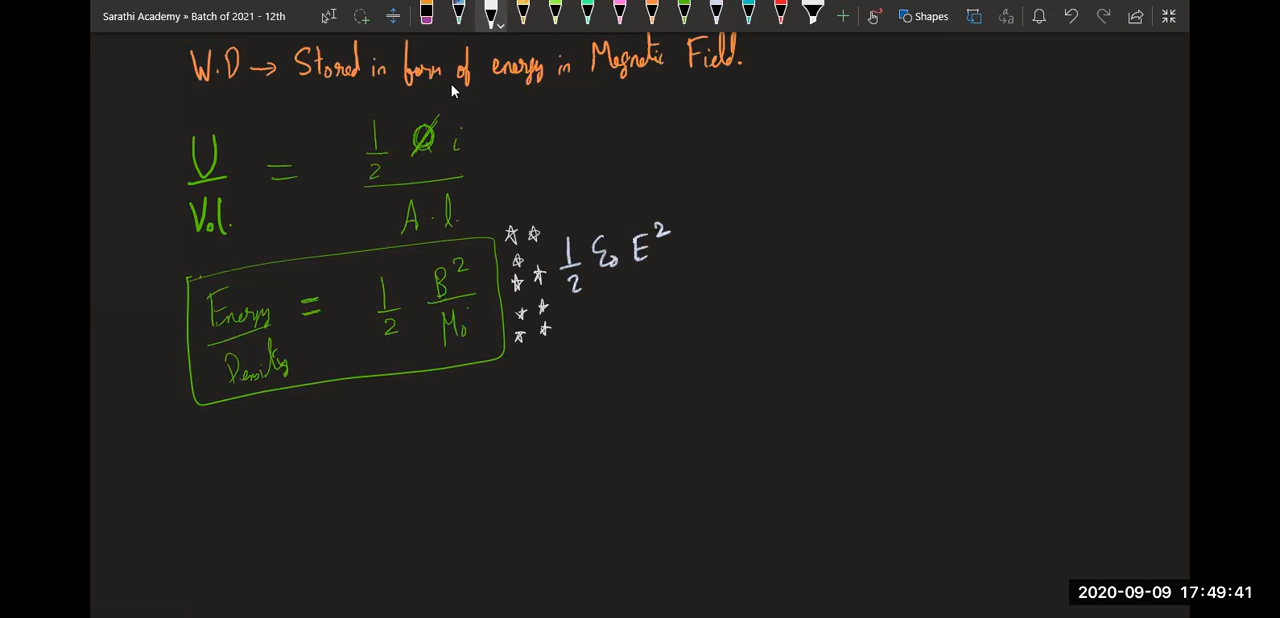 Sarathi Academy » Batch of 2021 - 12th
Shapes
W.D → Stored in form of energy in Magnetic Field.
U/Vol. = (1/2 Ø i)/(A · l.)
Energy/Density = 1/2 B²/μ₀
1/2 ε₀ E²
2020-09-09 17:49:41